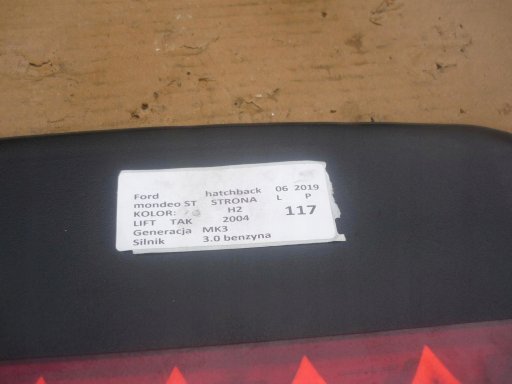 Ford hatchback 06 2019
mondeo ST STRONA L P
KOLOR: H2
LIFT TAK 2004 117
Generacja MK3
Silnik 3.0 benzyna